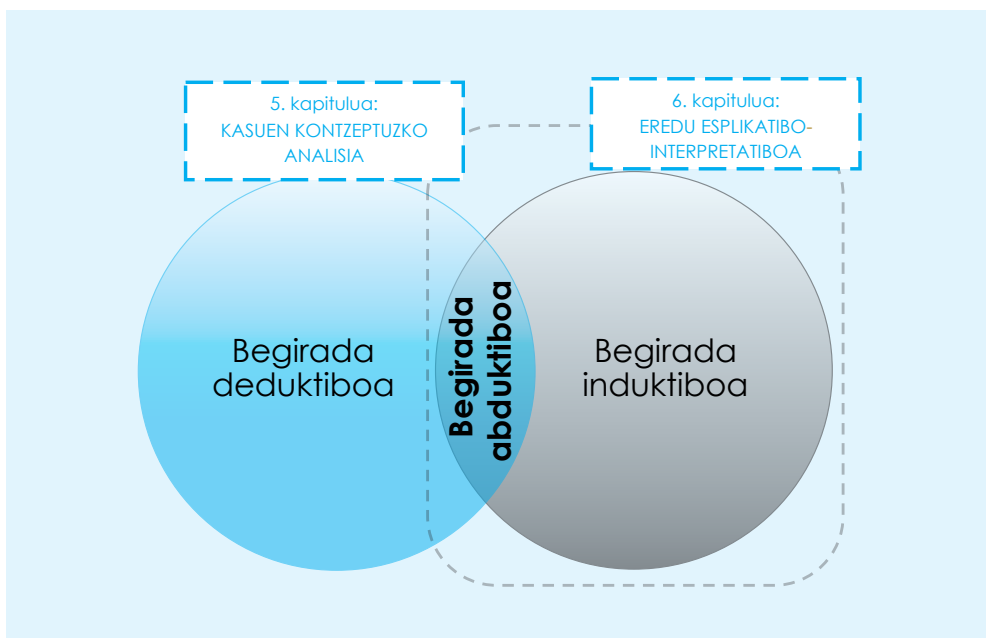 5. kapitulua:
KASUEN KONTZEPTUZKO
ANALISIA
6. kapitulua:
EREDU ESPLIKATIBO-
INTERPRETATIBOA
Begirada
deduktiboa
Begirada
abduktiboa
Begirada
induktiboa